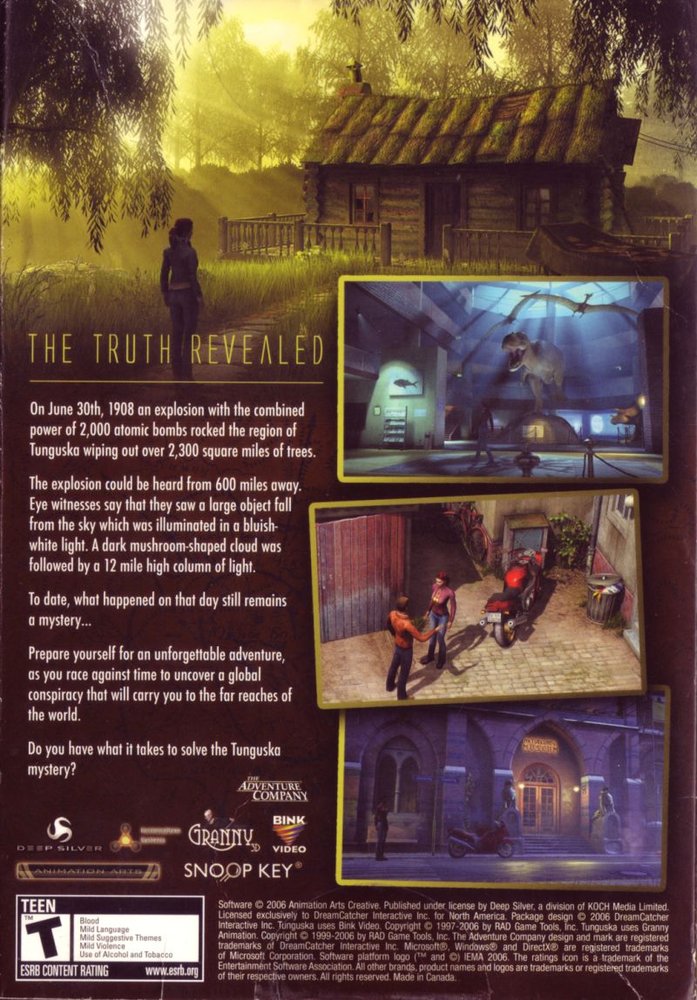 THE TRUTH REVEALED
On June 30th, 1908 an explosion with the combined
power of 2,000 atomic bombs rocked the region of
Tunguska wiping out over 2,300 square miles of trees.
The explosion could be heard from 600 miles away.
Eye witnesses say that they saw a large object fall
from the sky which was illuminated in a bluish-
white light. A dark mushroom-shaped cloud was
followed by a 12 mile high column of light.
To date, what happened on that day still remains
a mystery...
Prepare yourself for an unforgettable adventure,
as you race against time to uncover a global
conspiracy that will carry you to the far reaches of
the world.
Do you have what it takes to solve the Tunguska
mystery?
THE
ADVENTURE
COMPANY
DEEP SILVER
GRANNY 3D
BINK
VIDEO
ANIMATION ARTS
SNOOP KEY®
TEEN
T
TM
Blood
Mild Language
Mild Suggestive Themes
Mild Violence
Use of Alcohol and Tobacco
ESRB CONTENT RATING www.esrb.org
Software © 2006 Animation Arts Creative. Published under license by Deep Silver, a division of KOCH Media Limited.
Licensed exclusively to DreamCatcher Interactive Inc. for North America. Package design © 2006 DreamCatcher
Interactive Inc. Tunguska uses Bink Video. Copyright © 1997-2006 by RAD Game Tools, Inc. Tunguska uses Granny
Animation. Copyright © 1999-2006 by RAD Game Tools, Inc. The Adventure Company design and mark are registered
trademarks of DreamCatcher Interactive Inc. Microsoft®, Windows® and DirectX® are registered trademarks
of Microsoft Corporation. Software platform logo (™ and ©) IEMA 2006. The ratings icon is a trademark of the
Entertainment Software Association. All other brands, product names and logos are trademarks or registered trademarks
of their respective owners. All rights reserved. Made in Canada.